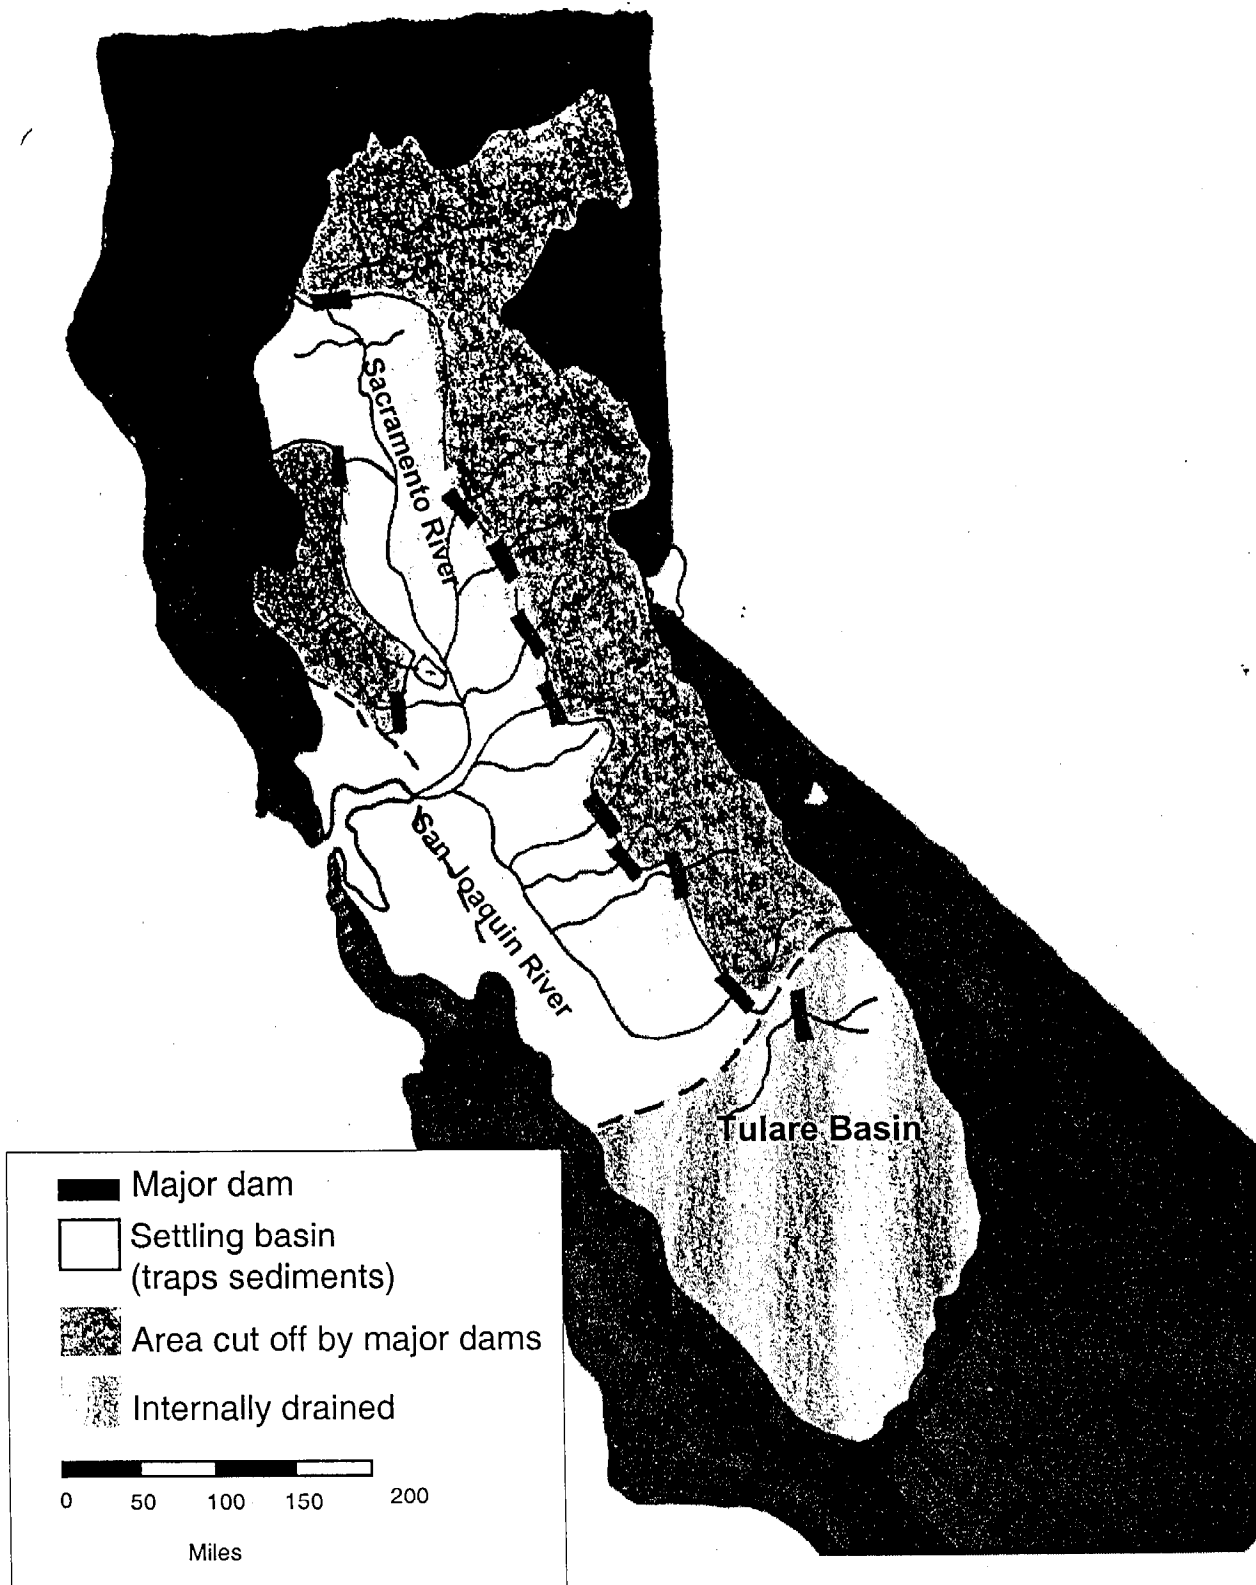 Sacramento River
San Joaquin River
Tulare Basin
Major dam
Settling basin
(traps sediments)
Area cut off by major dams
Internally drained
0 50 100 150 200
Miles